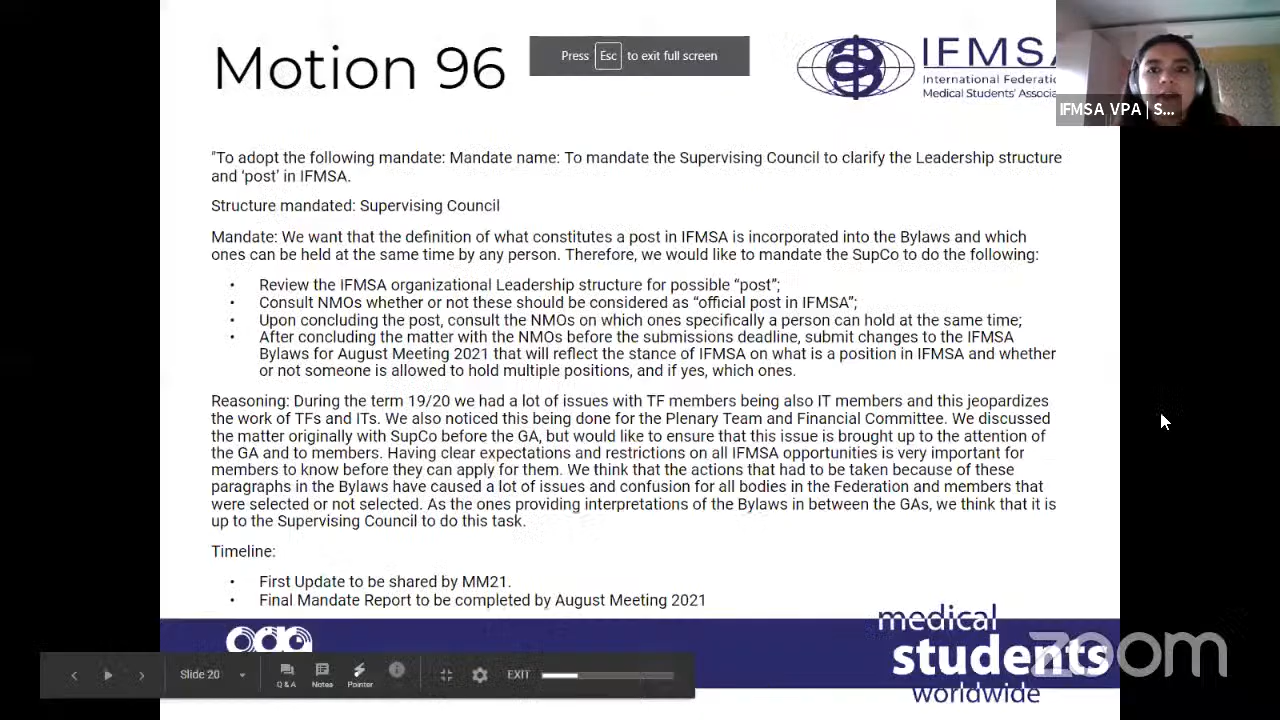 Motion 96
Press Esc to exit full screen
IFMSA
International Federatio
Medical Students' Associa
IFMSA VPA | S...
"To adopt the following mandate: Mandate name: To mandate the Supervising Council to clarify the Leadership structure
and ‘post’ in IFMSA.
Structure mandated: Supervising Council
Mandate: We want that the definition of what constitutes a post in IFMSA is incorporated into the Bylaws and which
ones can be held at the same time by any person. Therefore, we would like to mandate the SupCo to do the following:
• Review the IFMSA organizational Leadership structure for possible “post”;
• Consult NMOs whether or not these should be considered as “official post in IFMSA”;
• Upon concluding the post, consult the NMOs on which ones specifically a person can hold at the same time;
• After concluding the matter with the NMOs before the submissions deadline, submit changes to the IFMSA
Bylaws for August Meeting 2021 that will reflect the stance of IFMSA on what is a position in IFMSA and whether
or not someone is allowed to hold multiple positions, and if yes, which ones.
Reasoning: During the term 19/20 we had a lot of issues with TF members being also IT members and this jeopardizes
the work of TFs and ITs. We also noticed this being done for the Plenary Team and Financial Committee. We discussed
the matter originally with SupCo before the GA, but would like to ensure that this issue is brought up to the attention of
the GA and to members. Having clear expectations and restrictions on all IFMSA opportunities is very important for
members to know before they can apply for them. We think that the actions that had to be taken because of these
paragraphs in the Bylaws have caused a lot of issues and confusion for all bodies in the Federation and members that
were selected or not selected. As the ones providing interpretations of the Bylaws in between the GAs, we think that it is
up to the Supervising Council to do this task.
Timeline:
• First Update to be shared by MM21.
• Final Mandate Report to be completed by August Meeting 2021
medical
students
worldwide
zoom
Slide 20
Q & A
Notes
Pointer
EXIT